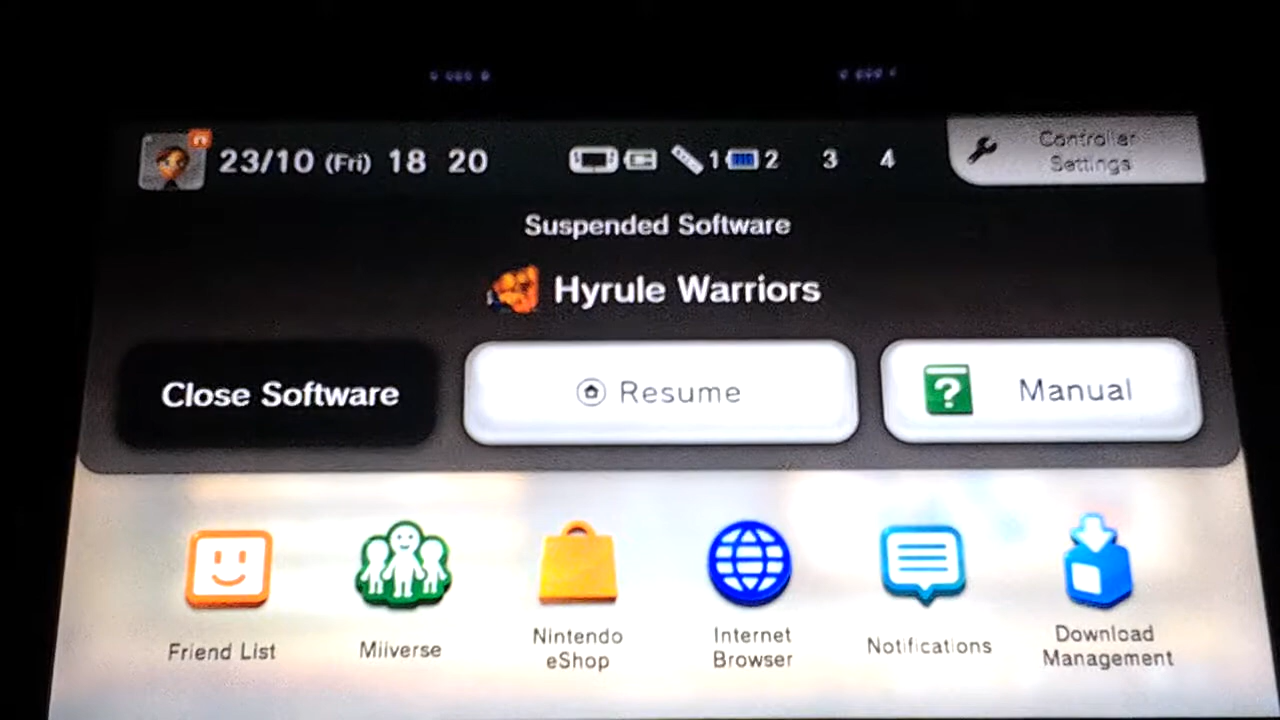 23/10 (Fri) 18 20
1 2 3 4
Controller
Settings
Suspended Software
Hyrule Warriors
Close Software
Resume
? Manual
Friend List
Miiverse
Nintendo
eShop
Internet
Browser
Notifications
Download
Management